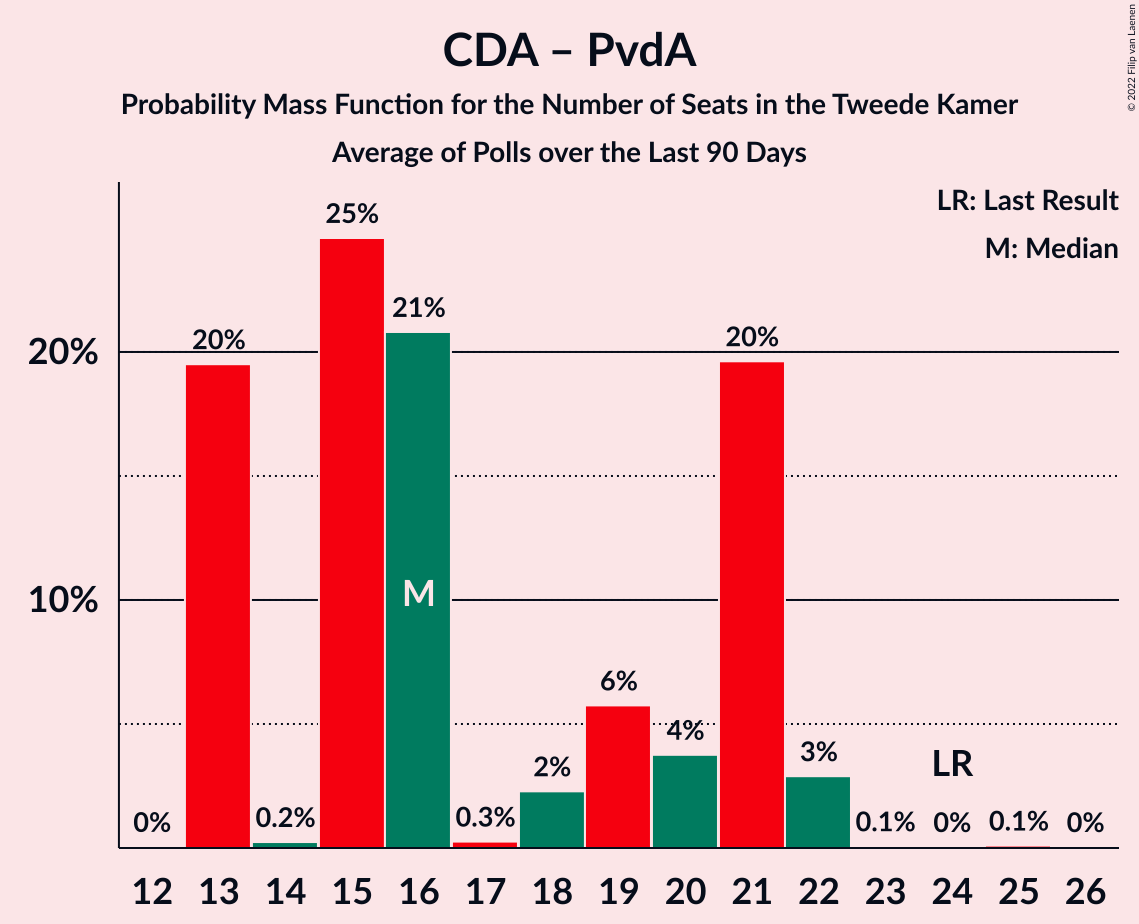 CDA – PvdA
Probability Mass Function for the Number of Seats in the Tweede Kamer
Average of Polls over the Last 90 Days
© 2022 Filip van Laenen
LR: Last Result
M: Median
25%
21%
20%
20%
20%
10%
M
6%
4%
3%
2%
LR
0%
0.2%
0.3%
0.1%
0%
0.1%
0%
12 13 14 15 16 17 18 19 20 21 22 23 24 25 26